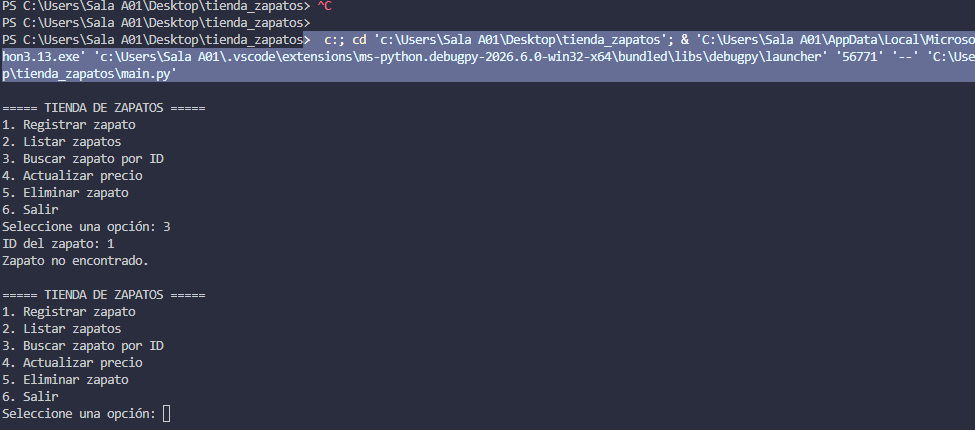 PS C:\Users\Sala A01\Desktop\tienda_zapatos> ^C
PS C:\Users\Sala A01\Desktop\tienda_zapatos>
PS C:\Users\Sala A01\Desktop\tienda_zapatos>  c:; cd 'c:\Users\Sala A01\Desktop\tienda_zapatos'; & 'C:\Users\Sala A01\AppData\Local\Microso
hon3.13.exe' 'c:\Users\Sala A01\.vscode\extensions\ms-python.debugpy-2026.6.0-win32-x64\bundled\libs\debugpy\launcher' '56771' '--' 'C:\Use
p\tienda_zapatos\main.py'
===== TIENDA DE ZAPATOS =====
1. Registrar zapato
2. Listar zapatos
3. Buscar zapato por ID
4. Actualizar precio
5. Eliminar zapato
6. Salir
Seleccione una opción: 3
ID del zapato: 1
Zapato no encontrado.
===== TIENDA DE ZAPATOS =====
1. Registrar zapato
2. Listar zapatos
3. Buscar zapato por ID
4. Actualizar precio
5. Eliminar zapato
6. Salir
Seleccione una opción: